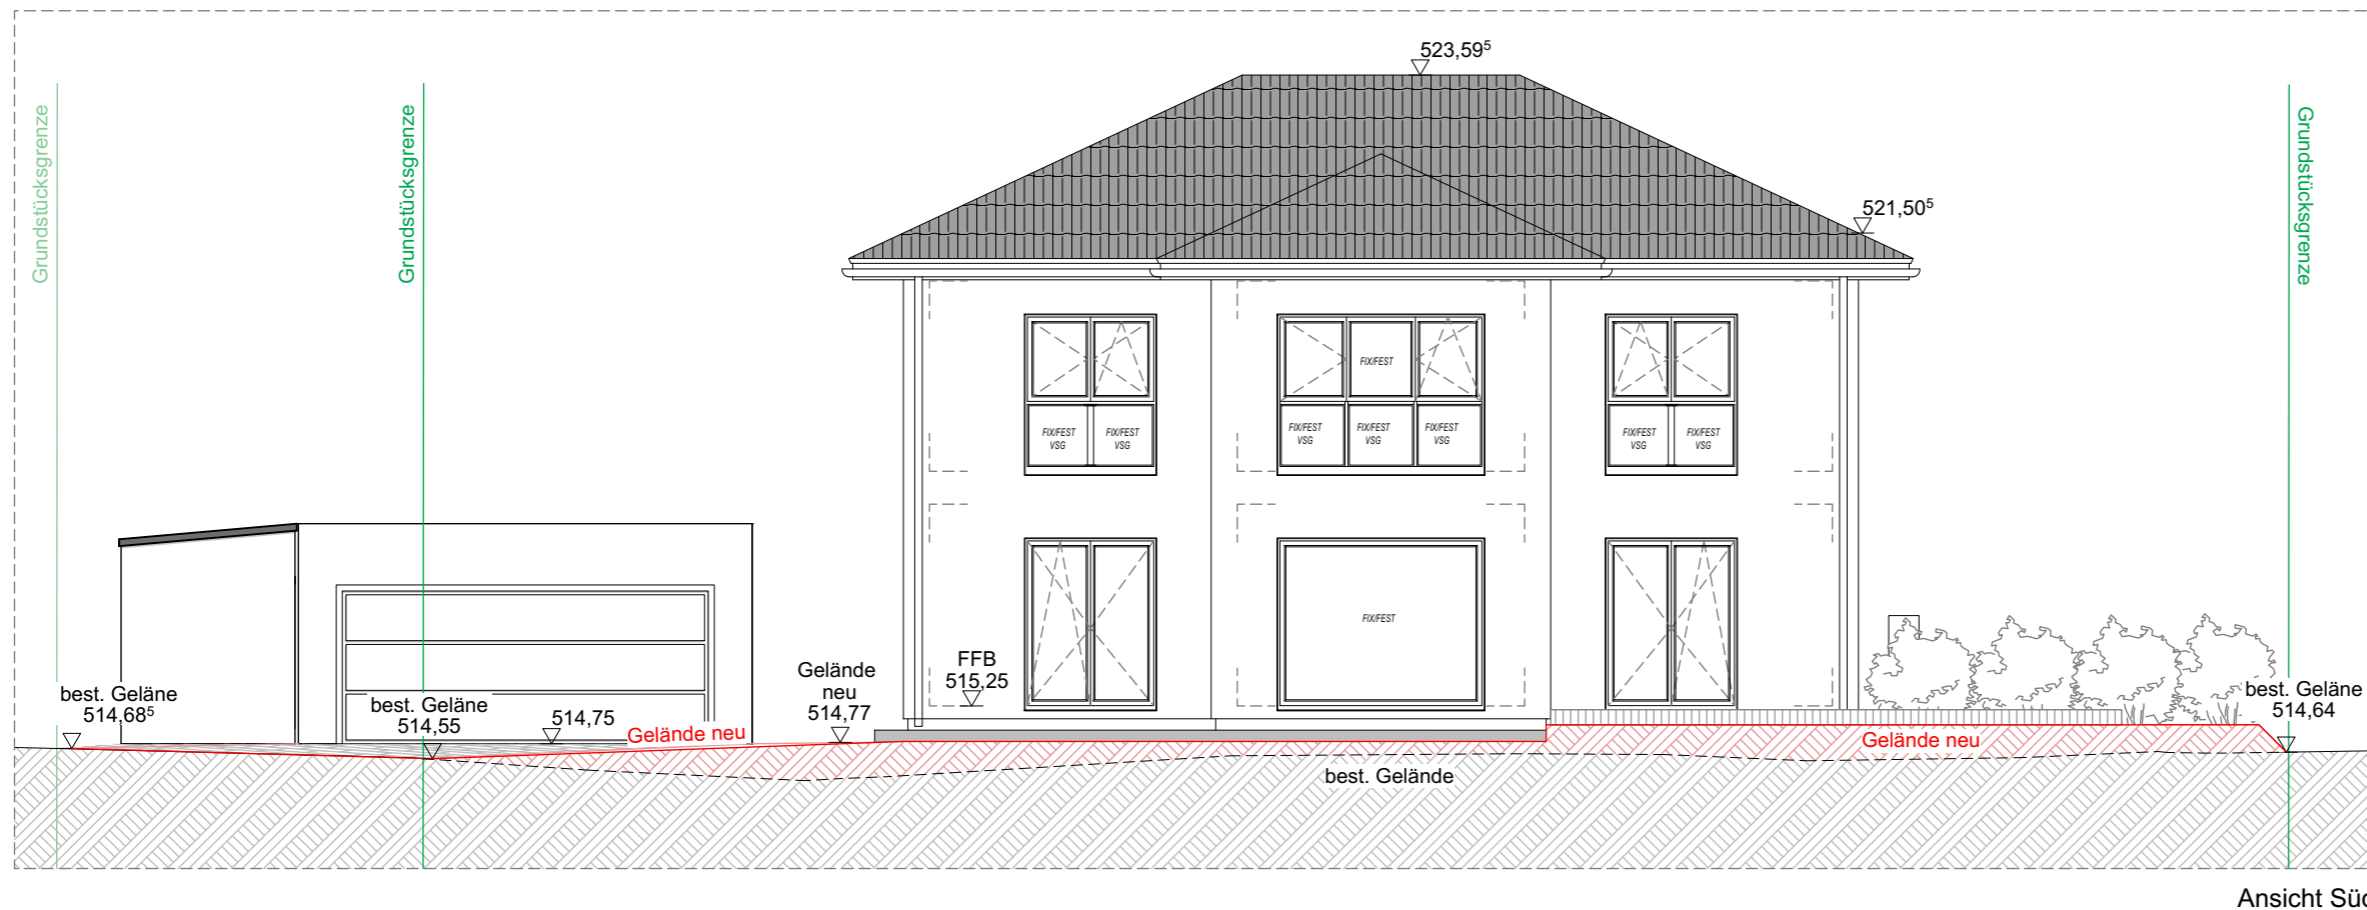 523,59⁵
Grundstücksgrenze
Grundstücksgrenze
Grundstücksgrenze
521,50⁵
FIX/FEST
FIX/FEST
VSG
FIX/FEST
VSG
FIX/FEST
VSG
FIX/FEST
VSG
FIX/FEST
VSG
FIX/FEST
VSG
FIX/FEST
VSG
FIX/FEST
FFB
515,25
Gelände
neu
514,77
best. Geläne
514,68⁵
best. Geläne
514,55
514,75
Gelände neu
best. Geläne
514,64
Gelände neu
best. Gelände
Ansicht Süd